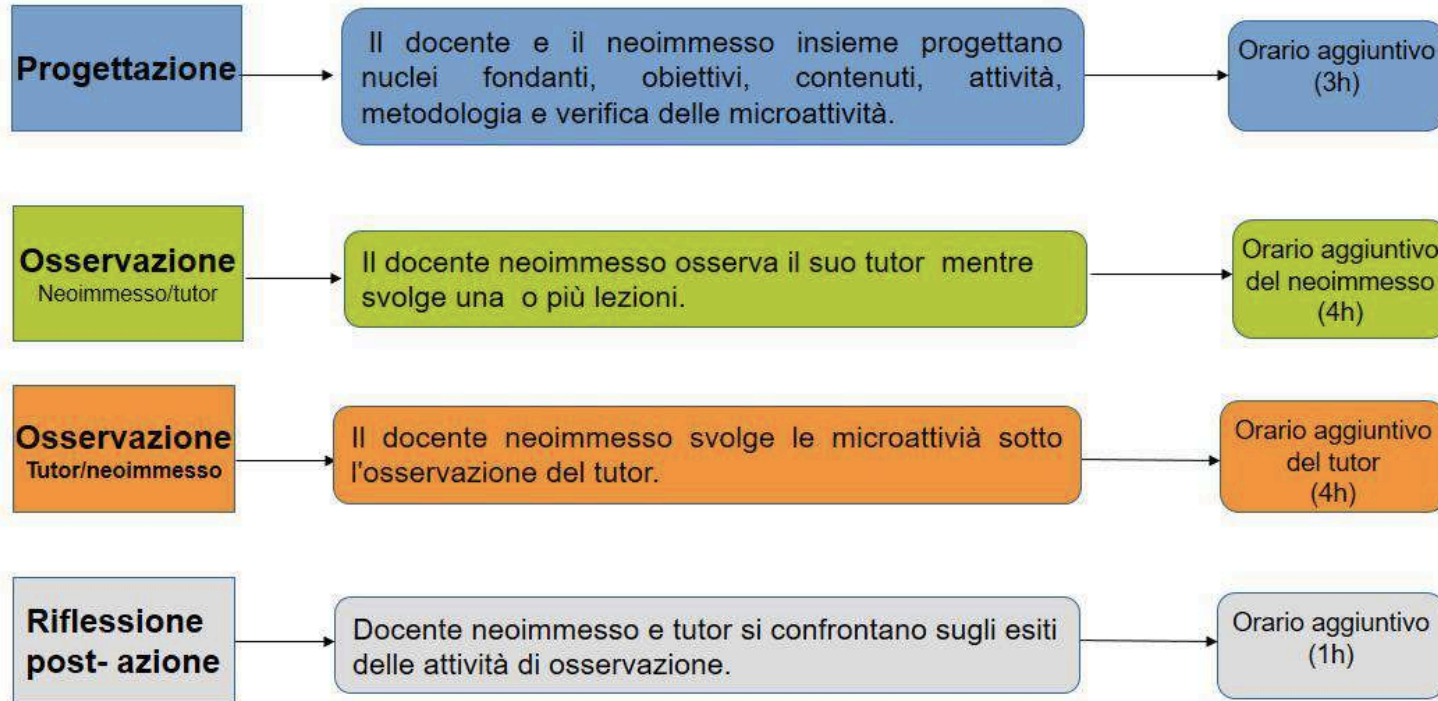 Progettazione
Il docente e il neoimmesso insieme progettano
nuclei fondanti, obiettivi, contenuti, attività,
metodologia e verifica delle microattività.
Orario aggiuntivo
(3h)
Osservazione
Neoimmesso/tutor
Il docente neoimmesso osserva il suo tutor mentre
svolge una o più lezioni.
Orario aggiuntivo
del neoimmesso
(4h)
Osservazione
Tutor/neoimmesso
Il docente neoimmesso svolge le microattivià sotto
l'osservazione del tutor.
Orario aggiuntivo
del tutor
(4h)
Riflessione
post- azione
Docente neoimmesso e tutor si confrontano sugli esiti
delle attività di osservazione.
Orario aggiuntivo
(1h)